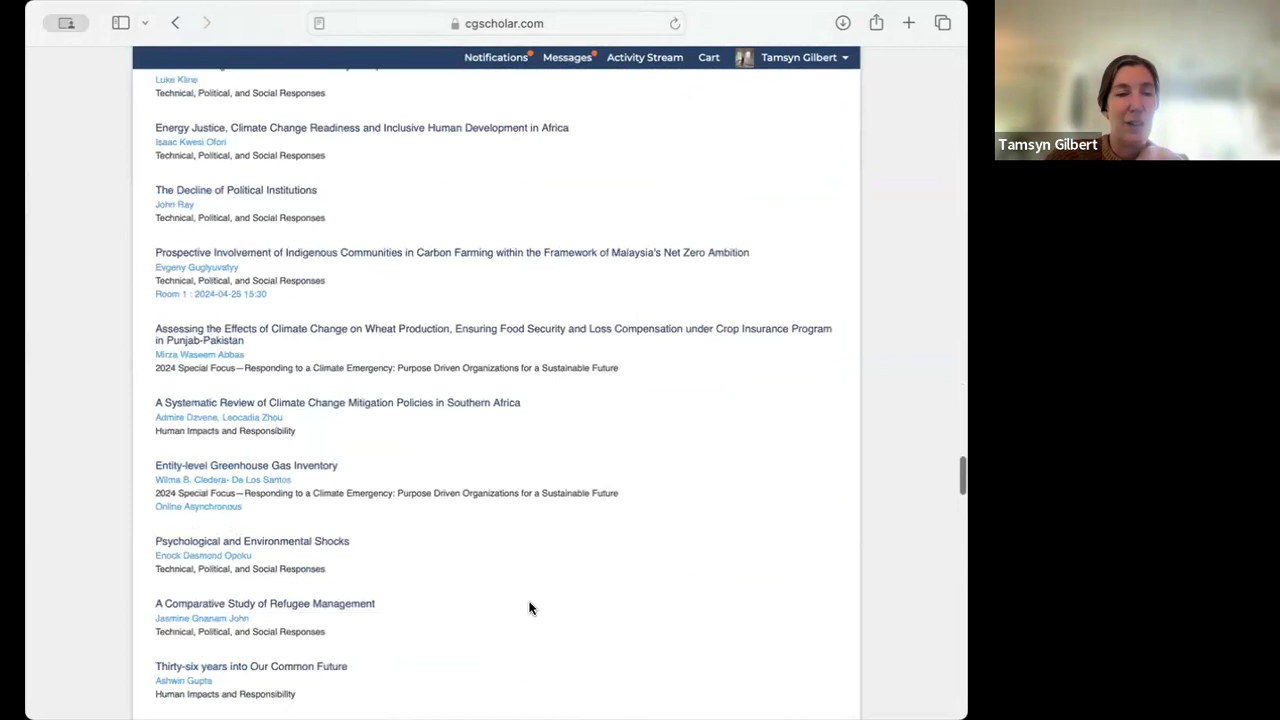 cgscholar.com
Notifications Messages Activity Stream Cart Tamsyn Gilbert
Luke Kline
Technical, Political, and Social Responses
Energy Justice, Climate Change Readiness and Inclusive Human Development in Africa
Isaac Kwesi Ofori
Technical, Political, and Social Responses
The Decline of Political Institutions
John Ray
Technical, Political, and Social Responses
Prospective Involvement of Indigenous Communities in Carbon Farming within the Framework of Malaysia's Net Zero Ambition
Evgeny Guglyuvatyy
Technical, Political, and Social Responses
Room 1 : 2024-04-25 15:30
Assessing the Effects of Climate Change on Wheat Production, Ensuring Food Security and Loss Compensation under Crop Insurance Program
in Punjab-Pakistan
Mirza Waseem Abbas
2024 Special Focus—Responding to a Climate Emergency: Purpose Driven Organizations for a Sustainable Future
A Systematic Review of Climate Change Mitigation Policies in Southern Africa
Admire Dzvene, Leocadia Zhou
Human Impacts and Responsibility
Entity-level Greenhouse Gas Inventory
Wilma B. Cledera- De Los Santos
2024 Special Focus—Responding to a Climate Emergency: Purpose Driven Organizations for a Sustainable Future
Online Asynchronous
Psychological and Environmental Shocks
Enock Desmond Opoku
Technical, Political, and Social Responses
A Comparative Study of Refugee Management
Jasmine Gnanam John
Technical, Political, and Social Responses
Thirty-six years into Our Common Future
Ashwin Gupta
Human Impacts and Responsibility
Tamsyn Gilbert